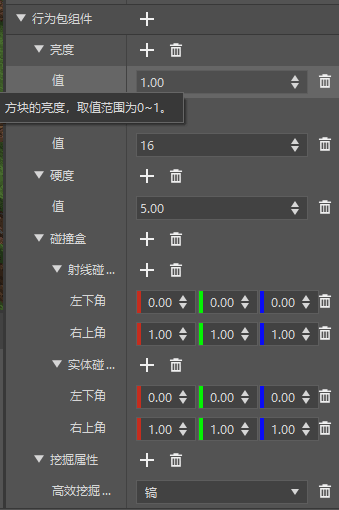 行为包组件
亮度
值 1.00
方块的亮度，取值范围为0~1。
值 16
硬度
值 5.00
碰撞盒
射线碰 ...
左下角 0.00 0.00 0.00
右上角 1.00 1.00 1.00
实体碰 ...
左下角 0.00 0.00 0.00
右上角 1.00 1.00 1.00
挖掘属性
高效挖掘 ... 镐